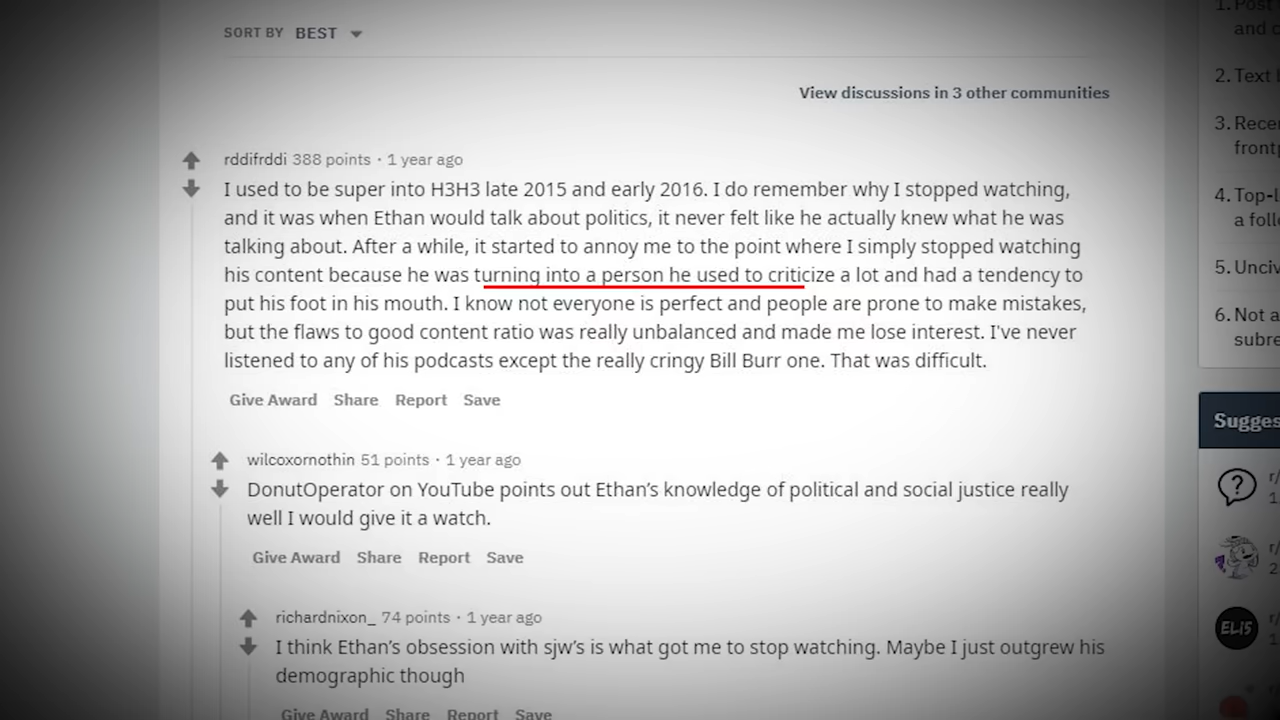 SORT BY BEST
View discussions in 3 other communities
rddifrddi 388 points · 1 year ago
I used to be super into H3H3 late 2015 and early 2016. I do remember why I stopped watching,
and it was when Ethan would talk about politics, it never felt like he actually knew what he was
talking about. After a while, it started to annoy me to the point where I simply stopped watching
his content because he was turning into a person he used to criticize a lot and had a tendency to
put his foot in his mouth. I know not everyone is perfect and people are prone to make mistakes,
but the flaws to good content ratio was really unbalanced and made me lose interest. I've never
listened to any of his podcasts except the really cringy Bill Burr one. That was difficult.
Give Award Share Report Save
wilcoxornothin 51 points · 1 year ago
DonutOperator on YouTube points out Ethan’s knowledge of political and social justice really
well I would give it a watch.
Give Award Share Report Save
richardnixon_ 74 points · 1 year ago
I think Ethan’s obsession with sjw’s is what got me to stop watching. Maybe I just outgrew his
demographic though
Give Award Share Report Save
1. Post
and
2. Text
3.
4.
a
5.
6. Not a
ELI5